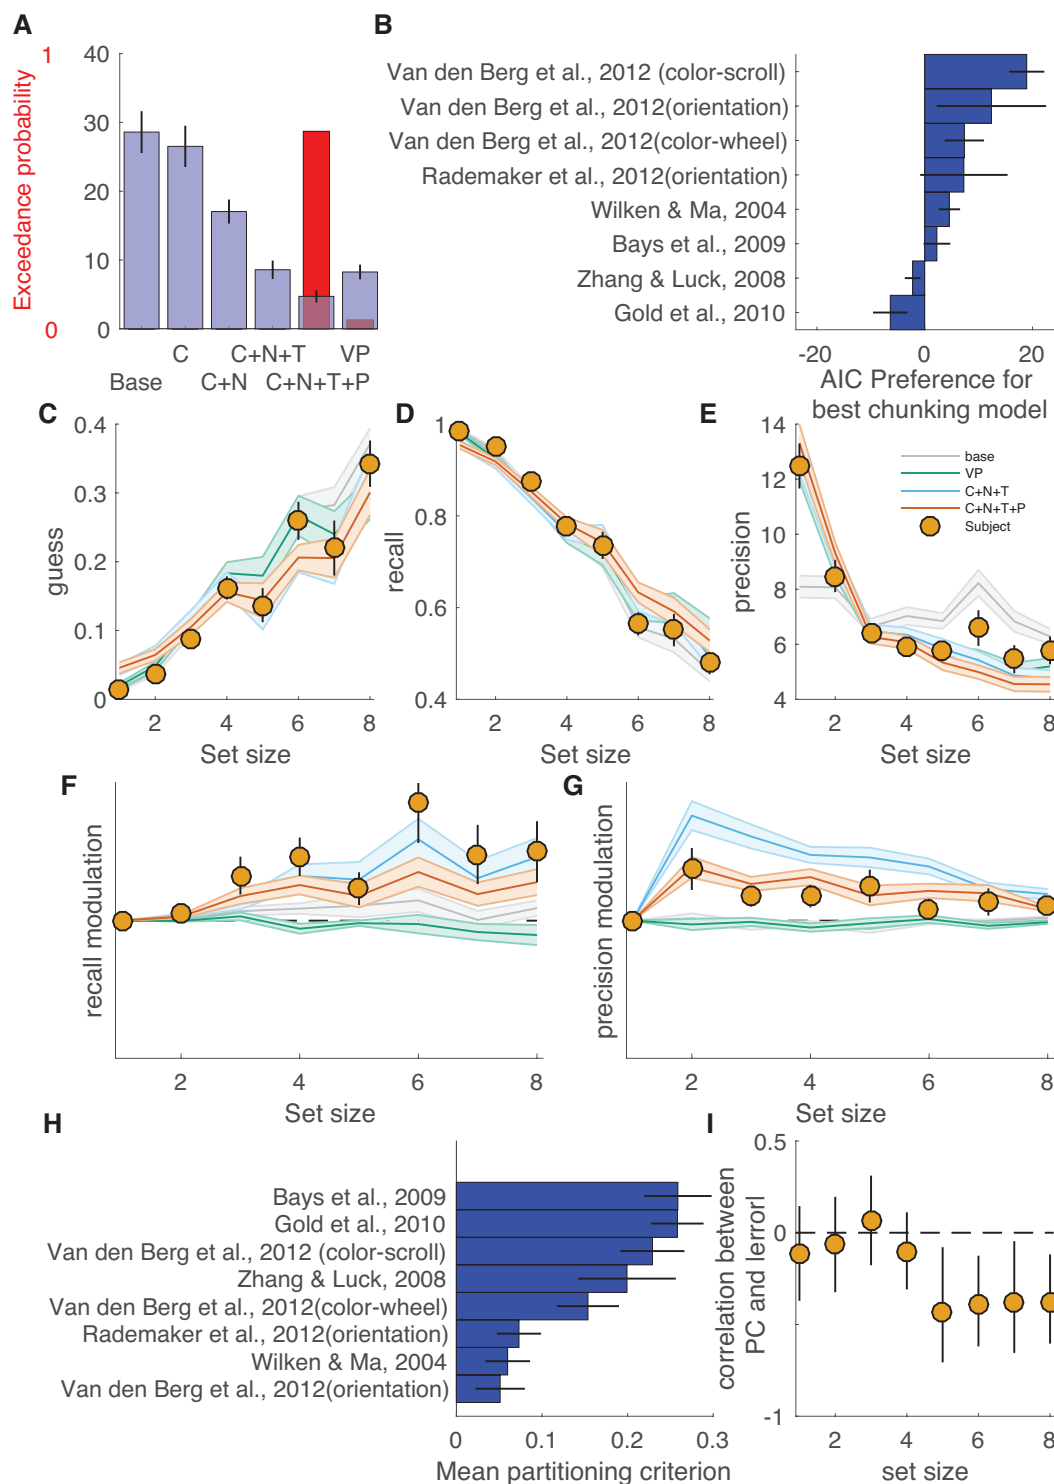 A
1
Exceedance probability
0
40
30
20
10
0
C
C+N+T
VP
Base
C+N
C+N+T+P
B
Van den Berg et al., 2012 (color-scroll)
Van den Berg et al., 2012(orientation)
Van den Berg et al., 2012(color-wheel)
Rademaker et al., 2012(orientation)
Wilken & Ma, 2004
Bays et al., 2009
Zhang & Luck, 2008
Gold et al., 2010
-20 0 20
AIC Preference for
best chunking model
C
0.4
0.3
0.2
0.1
0
guess
2 4 6 8
Set size
D
1
0.8
0.6
0.4
recall
2 4 6 8
Set size
E
14
12
10
8
6
4
precision
base
VP
C+N+T
C+N+T+P
Subject
2 4 6 8
Set size
F
recall modulation
2 4 6 8
Set size
G
precision modulation
2 4 6 8
Set size
H
Bays et al., 2009
Gold et al., 2010
Van den Berg et al., 2012 (color-scroll)
Zhang & Luck, 2008
Van den Berg et al., 2012(color-wheel)
Rademaker et al., 2012(orientation)
Wilken & Ma, 2004
Van den Berg et al., 2012(orientation)
0 0.1 0.2 0.3
Mean partitioning criterion
I
0.5
0
-1
correlation between
PC and lerrorl
2 4 6 8
set size